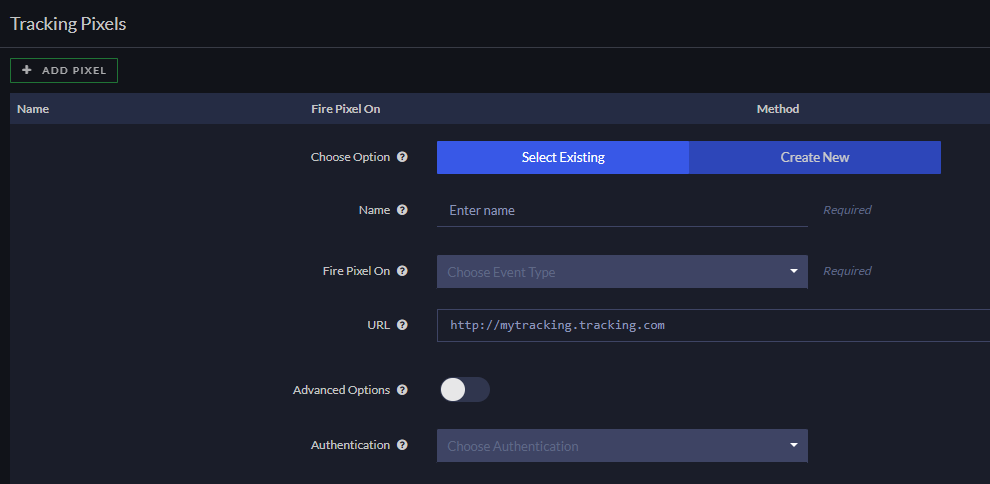 Tracking Pixels
+ ADD PIXEL
Name Fire Pixel On Method
Choose Option ? Select Existing Create New
Name ? Enter name Required
Fire Pixel On ? Choose Event Type Required
URL ? http://mytracking.tracking.com
Advanced Options ?
Authentication ? Choose Authentication